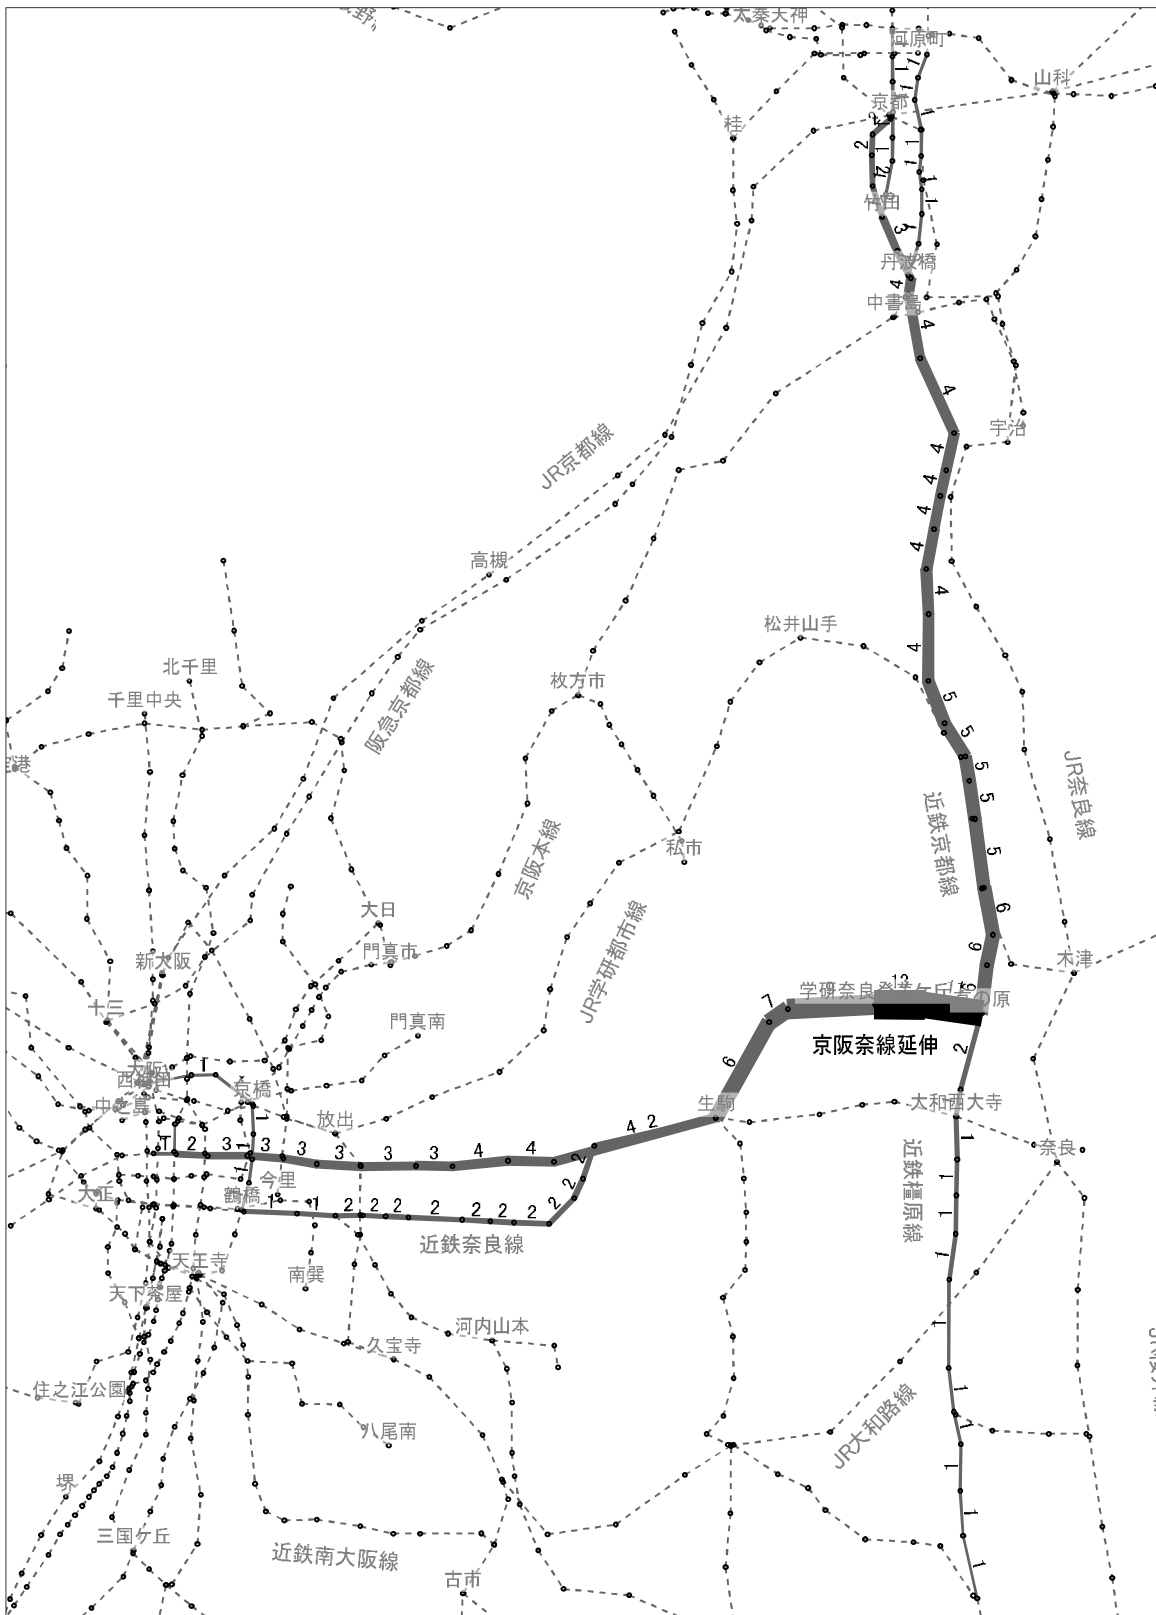 太秦天神
河原町
山科
京都
桂
竹田
丹波橋
中書島
宇治
JR京都線
高槻
松井山手
北千里
千里中央
阪急京都線
枚方市
JR奈良線
近鉄京都線
京阪本線
私市
大日
門真市
JR学研都市線
新大阪
木津
十三
門真南
学研奈良登美ケ丘
京阪奈線延伸
大阪
京橋
中之島
放出
生駒
大和西大寺
奈良
今里
鶴橋
大正
近鉄奈良線
近鉄橿原線
天王寺
南巽
天下茶屋
河内山本
久宝寺
住之江公園
八尾南
JR大和路線
堺
三国ケ丘
近鉄南大阪線
古市